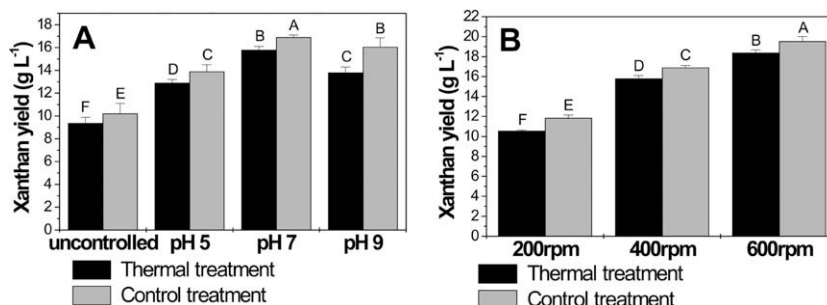 A
Xanthan yield (g L⁻¹)
18
16
14
12
10
8
6
4
2
0
F
E
D
C
B
A
C
B
uncontrolled pH 5 pH 7 pH 9
Thermal treatment
Control treatment
B
Xanthan yield (g L⁻¹)
22
20
18
16
14
12
10
8
6
4
2
0
F
E
D
C
B
A
200rpm 400rpm 600rpm
Thermal treatment
Control treatment